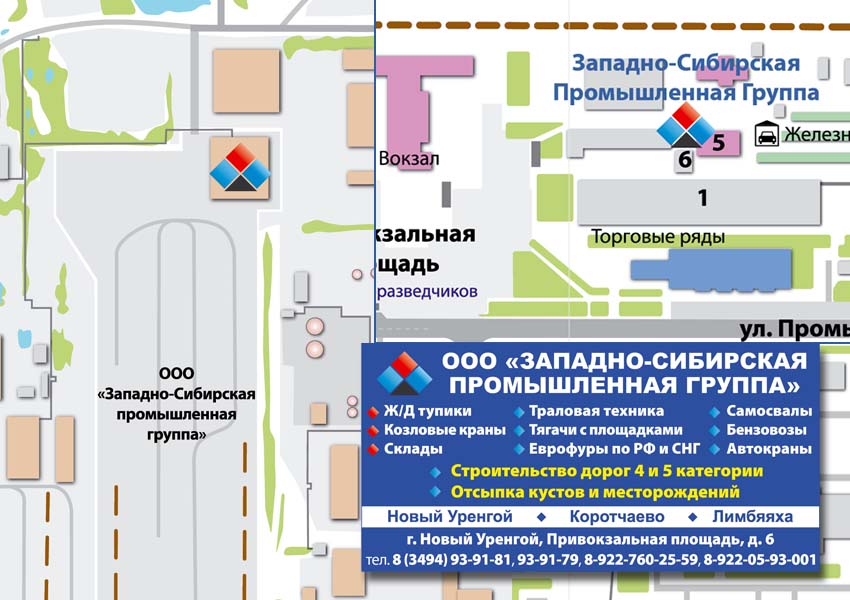 ООО
«Западно-Сибирская
промышленная
группа»
Западно-Сибирская
Промышленная Группа
5
6
Железн
Вокзал
1
кзальная
щадь
разведчиков
Торговые ряды
ул. Промы
ООО «ЗАПАДНО-СИБИРСКАЯ
ПРОМЫШЛЕННАЯ ГРУППА»
Ж/Д тупики Траловая техника Самосвалы
Козловые краны Тягачи с площадками Бензовозы
Склады Еврофуры по РФ и СНГ Автокраны
Строительство дорог 4 и 5 категории
Отсыпка кустов и месторождений
Новый Уренгой Коротчаево Лимбяяха
г. Новый Уренгой, Привокзальная площадь, д. 6
тел. 8 (3494) 93-91-81, 93-91-79, 8-922-760-25-59, 8-922-05-93-001